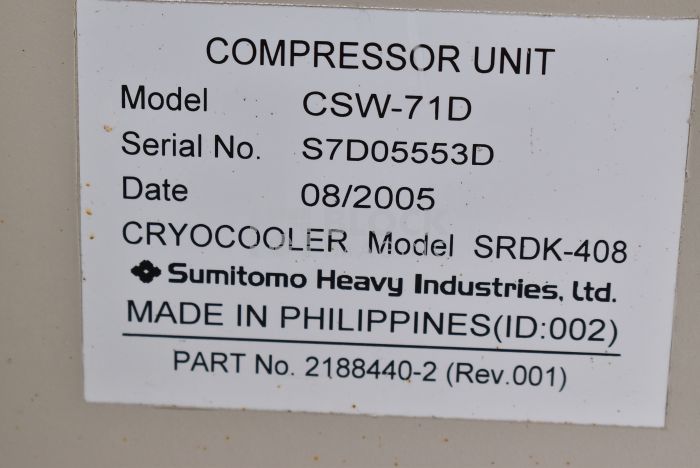 COMPRESSOR UNIT
Model CSW-71D
Serial No. S7D05553D
Date 08/2005
CRYOCOOLER Model SRDK-408
Sumitomo Heavy Industries, Ltd.
MADE IN PHILIPPINES(ID:002)
PART No. 2188440-2 (Rev.001)